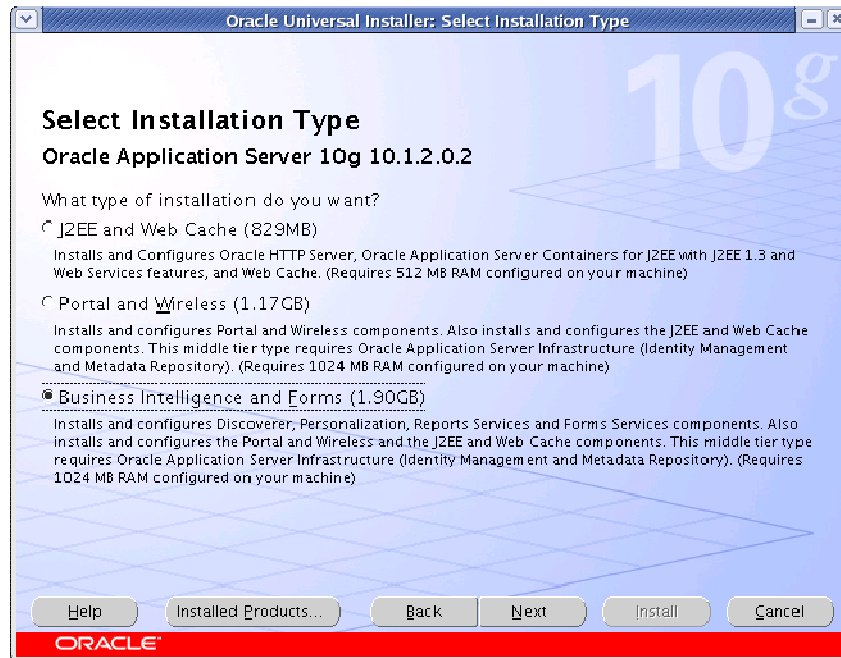 Oracle Universal Installer: Select Installation Type
10g
Select Installation Type
Oracle Application Server 10g 10.1.2.0.2
What type of installation do you want?
J2EE and Web Cache (829MB)
Installs and Configures Oracle HTTP Server, Oracle Application Server Containers for J2EE with J2EE 1.3 and
Web Services features, and Web Cache. (Requires 512 MB RAM configured on your machine)
Portal and Wireless (1.17GB)
Installs and configures Portal and Wireless components. Also installs and configures the J2EE and Web Cache
components. This middle tier type requires Oracle Application Server Infrastructure (Identity Management
and Metadata Repository). (Requires 1024 MB RAM configured on your machine)
Business Intelligence and Forms (1.90GB)
Installs and configures Discoverer, Personalization, Reports Services and Forms Services components. Also
installs and configures the Portal and Wireless and the J2EE and Web Cache components. This middle tier type
requires Oracle Application Server Infrastructure (Identity Management and Metadata Repository). (Requires
1024 MB RAM configured on your machine)
Help Installed Products... Back Next Install Cancel
ORACLE